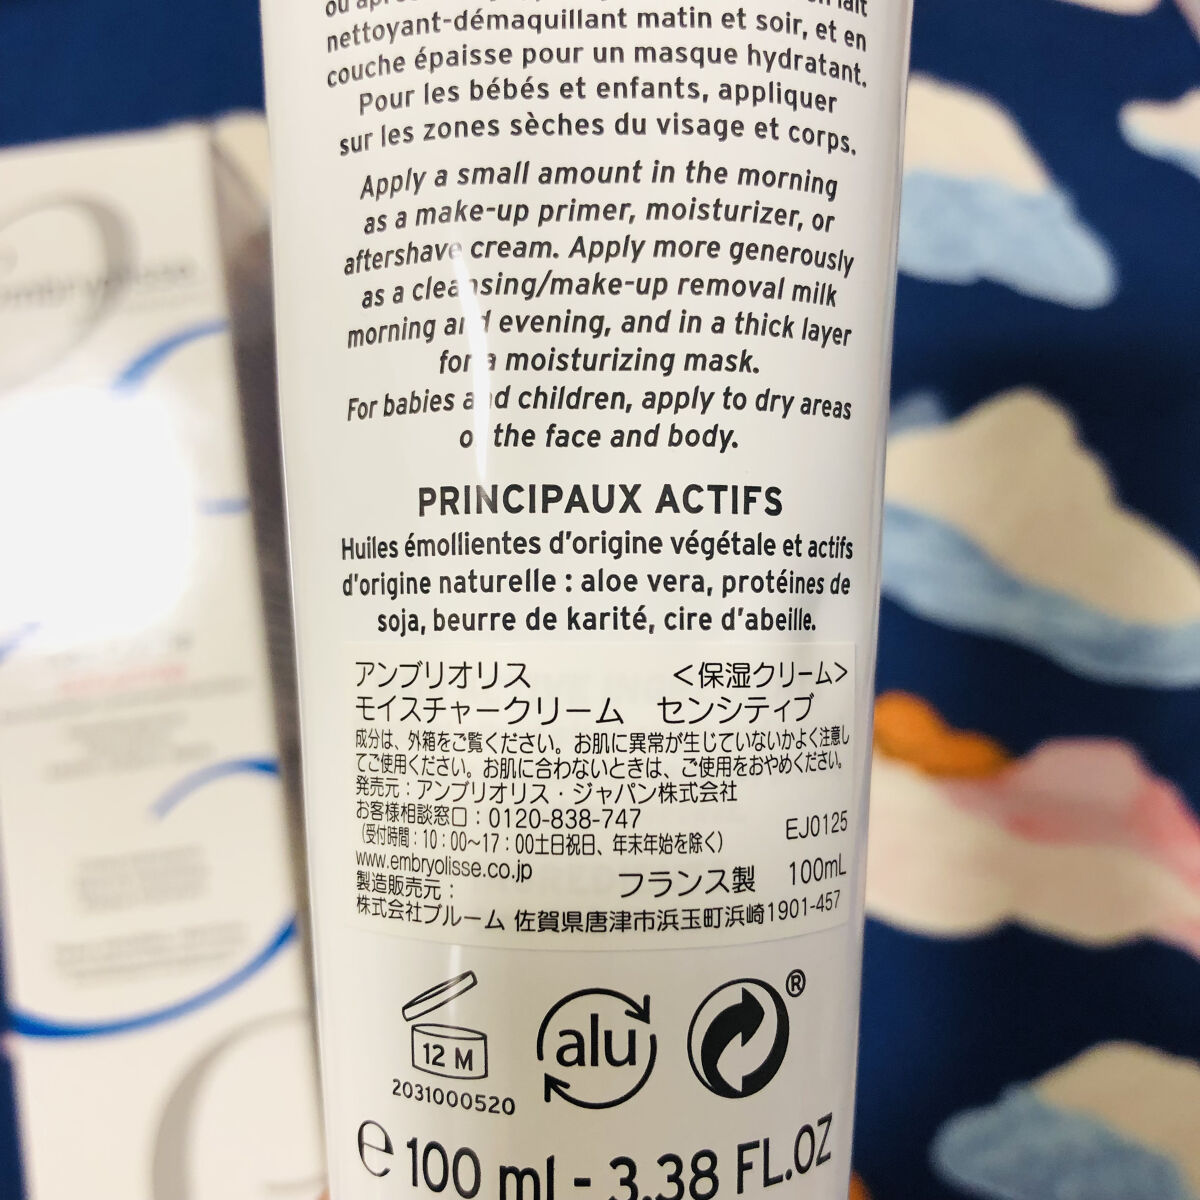 lait
nettoyant-démaquillant matin et soir, et en
couche épaisse pour un masque hydratant.
Pour les bébés et enfants, appliquer
sur les zones sèches du visage et corps.
Apply a small amount in the morning
as a make-up primer, moisturizer, or
aftershave cream. Apply more generously
as a cleansing/make-up removal milk
morning and evening, and in a thick layer
for a moisturizing mask.
For babies and children, apply to dry areas
of the face and body.
PRINCIPAUX ACTIFS
Huiles émollientes d'origine végétale et actifs
d'origine naturelle : aloe vera, protéines de
soja, beurre de karité, cire d'abeille.
アンブリオリス ＜保湿クリーム＞
モイスチャークリーム センシティブ
成分は、外箱をご覧ください。お肌に異常が生じていないかよく注意し
てご使用ください。お肌に合わないときは、ご使用をおやめください。
発売元：アンブリオリス・ジャパン株式会社
お客様相談窓口：0120-838-747
（受付時間：10：00～17：00土日祝日、年末年始を除く） EJ0125
www.embryolisse.co.jp
製造販売元： フランス製 100mL
株式会社ブルーム 佐賀県唐津市浜玉町浜崎1901-457
12 M
alu
®
2031000520
℮ 100 ml - 3.38 FL.OZ
embryolisse